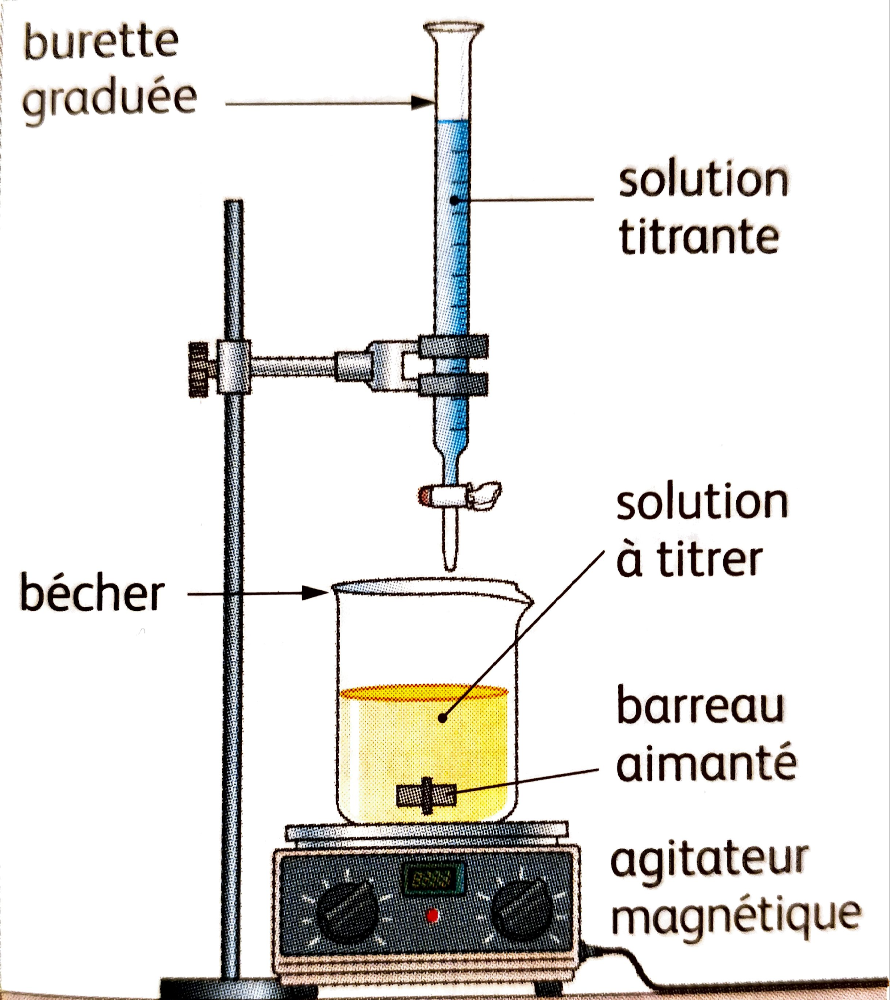 burette
graduée
solution
titrante
solution
à titrer
bécher
barreau
aimanté
agitateur
magnétique